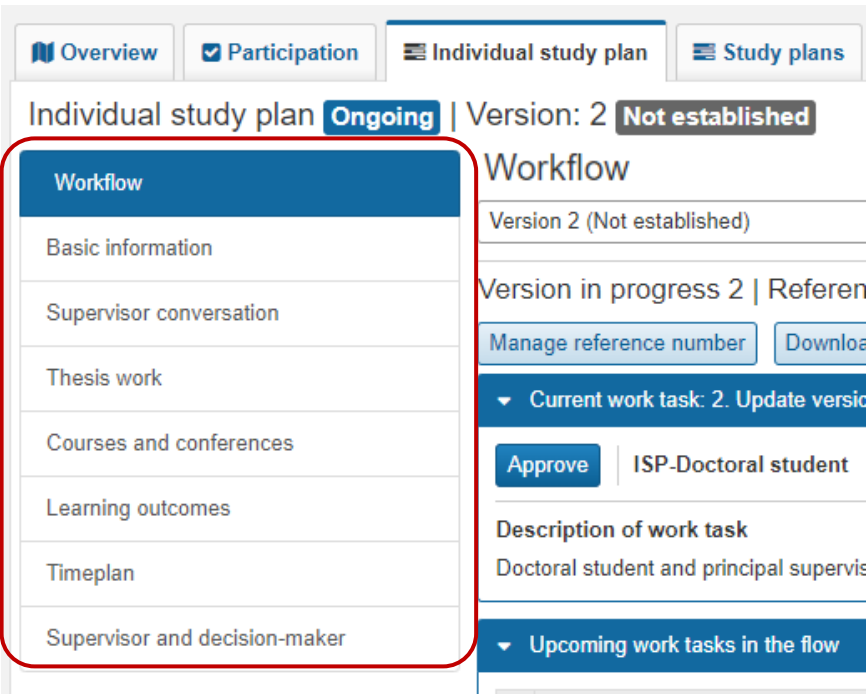 Overview
Participation
Individual study plan
Study plans
Individual study plan Ongoing | Version: 2 Not established
Workflow
Basic information
Supervisor conversation
Thesis work
Courses and conferences
Learning outcomes
Timeplan
Supervisor and decision-maker
Workflow
Version 2 (Not established)
Version in progress 2 |
Manage reference number
Current work task: 2. Update
Approve
ISP-Doctoral student
Description of work task
Doctoral student and principal
Upcoming work tasks in the flow